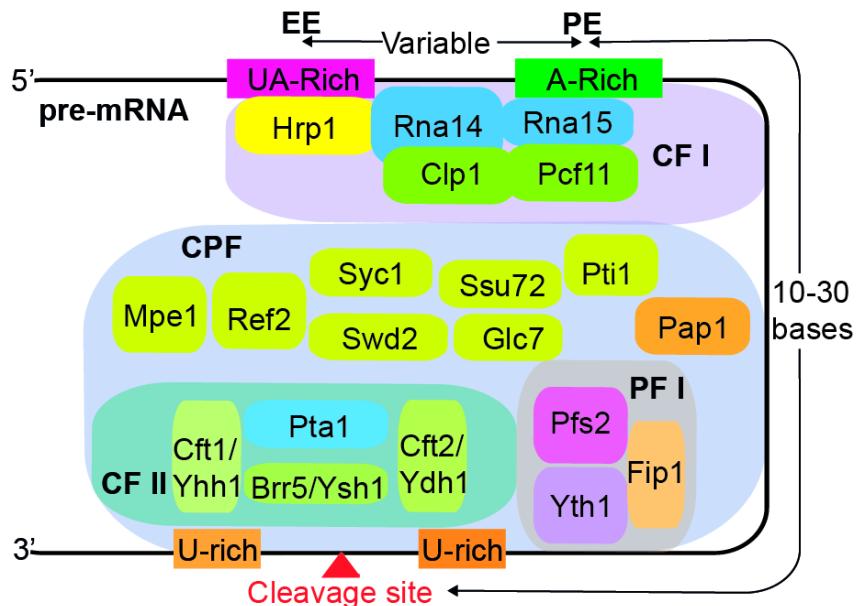 EE
Variable
PE
5’
UA-Rich
A-Rich
pre-mRNA
Hrp1
Rna14
Rna15
CF I
Clp1
Pcf11
CPF
Syc1
Ssu72
Pti1
10-30
bases
Mpe1
Ref2
Swd2
Glc7
Pap1
PF I
Cft1/
Yhh1
Pta1
Cft2/
Ydh1
Pfs2
Fip1
CF II
Brr5/Ysh1
Yth1
3’
U-rich
U-rich
Cleavage site